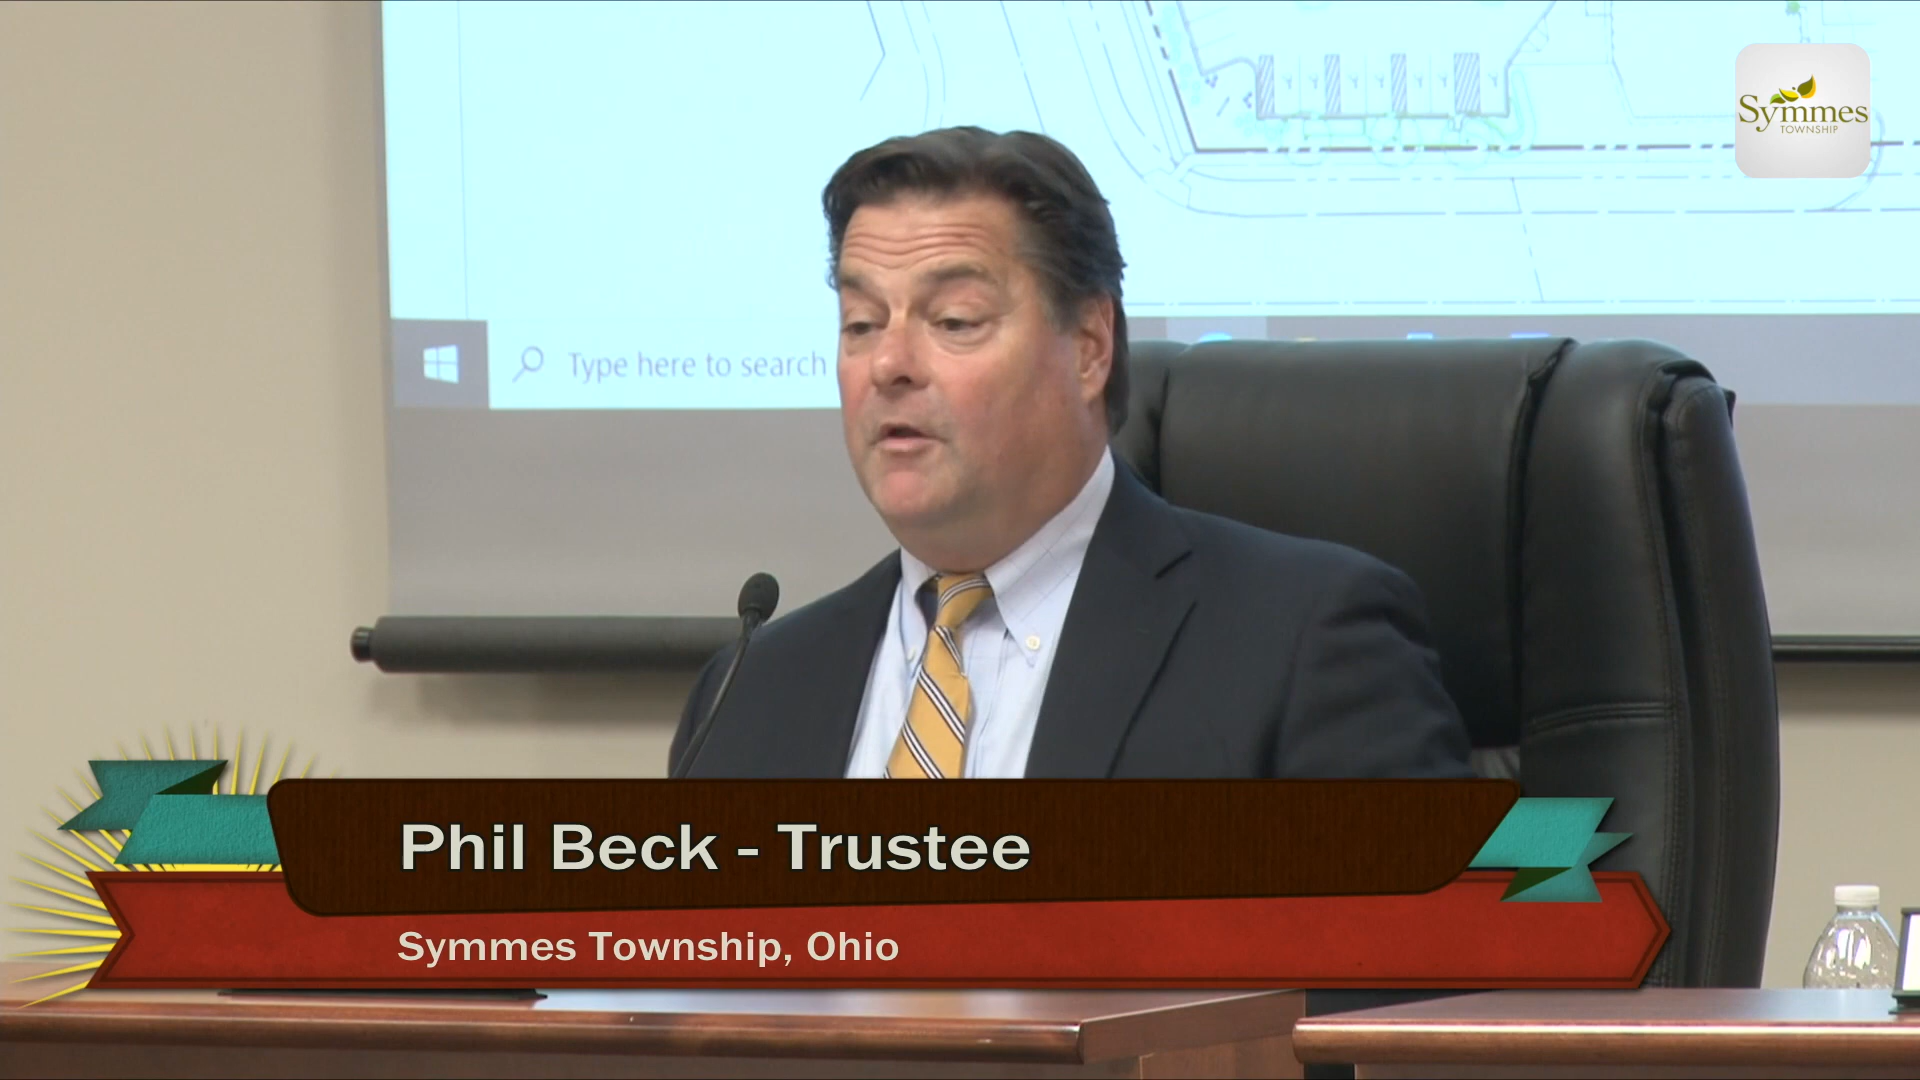 Symmes
TOWNSHIP
Type here to search
Phil Beck - Trustee
Symmes Township, Ohio